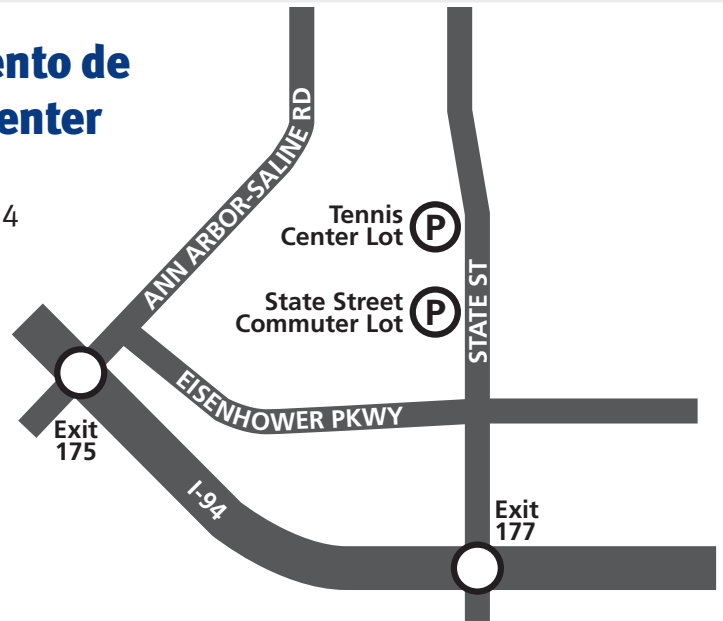 ento de
enter
4
ANN ARBOR-SALINE RD
Tennis
Center Lot
P
State Street
Commuter Lot
P
STATE ST
EISENHOWER PKWY
Exit
175
I-94
Exit
177